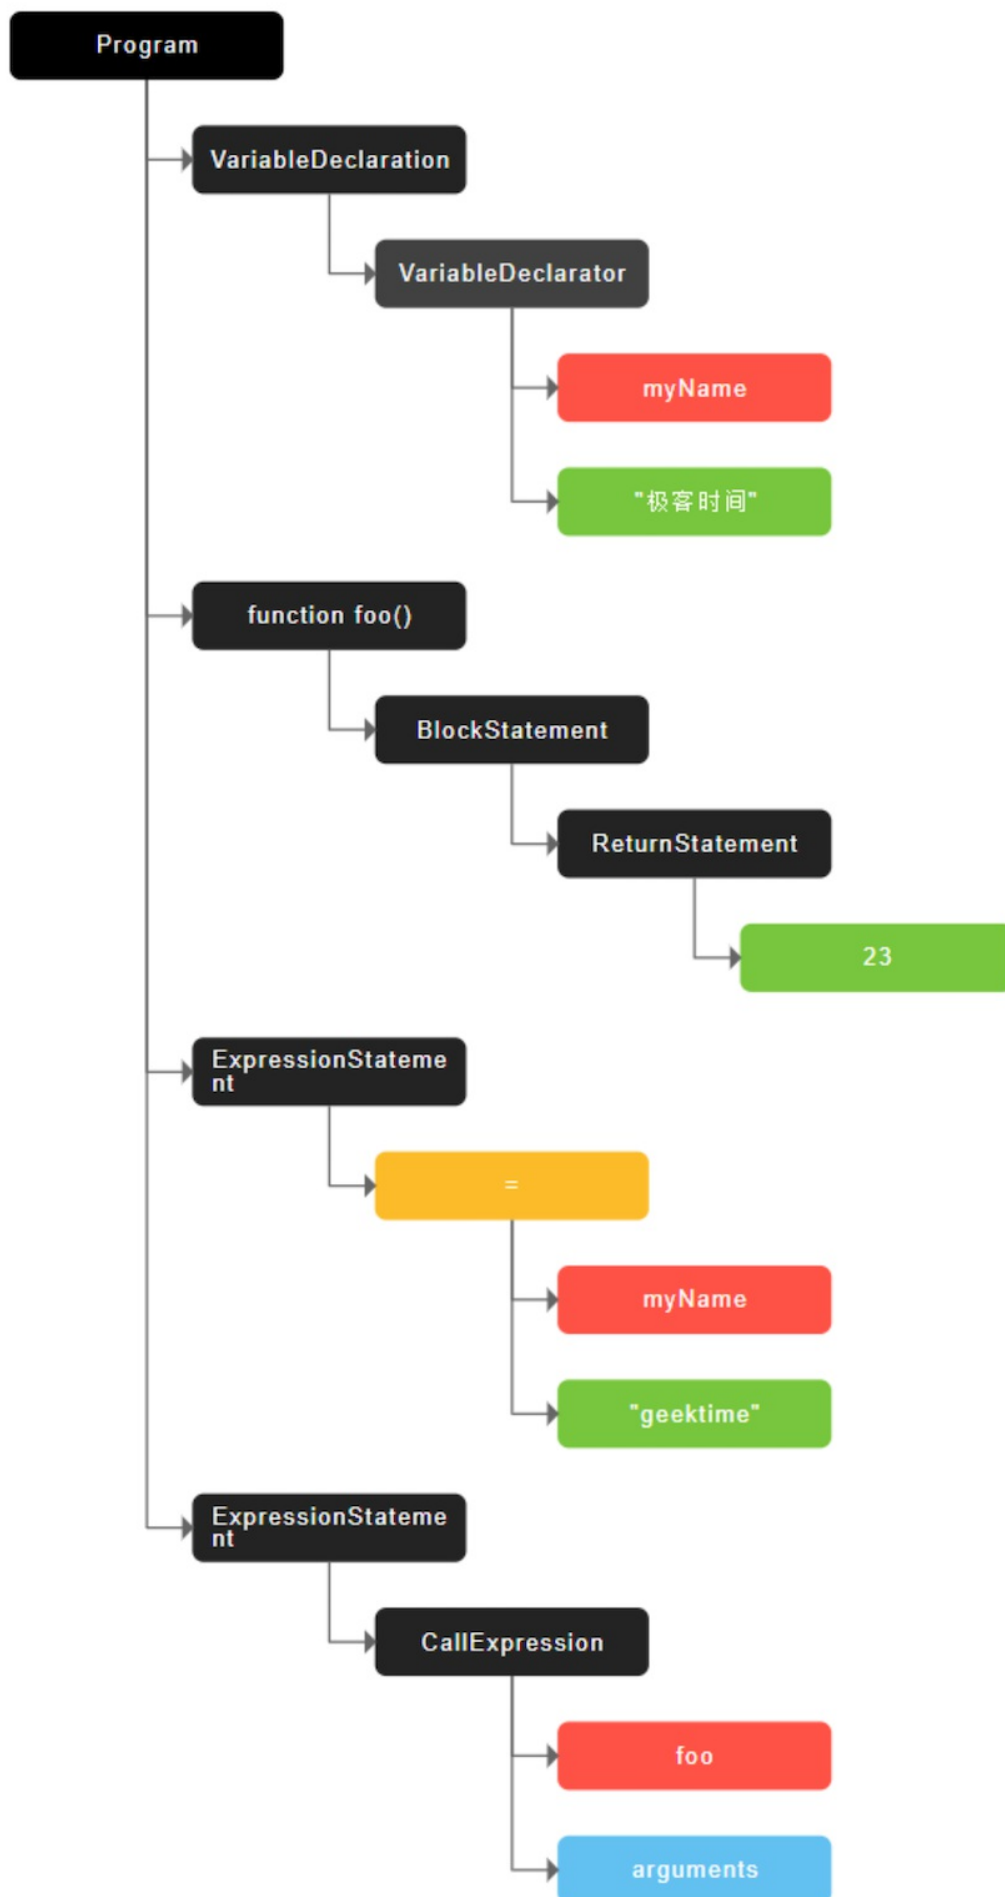 Program
VariableDeclaration
VariableDeclarator
myName
"极客时间"
function foo()
BlockStatement
ReturnStatement
23
ExpressionStateme
nt
=
myName
"geektime"
ExpressionStateme
nt
CallExpression
foo
arguments